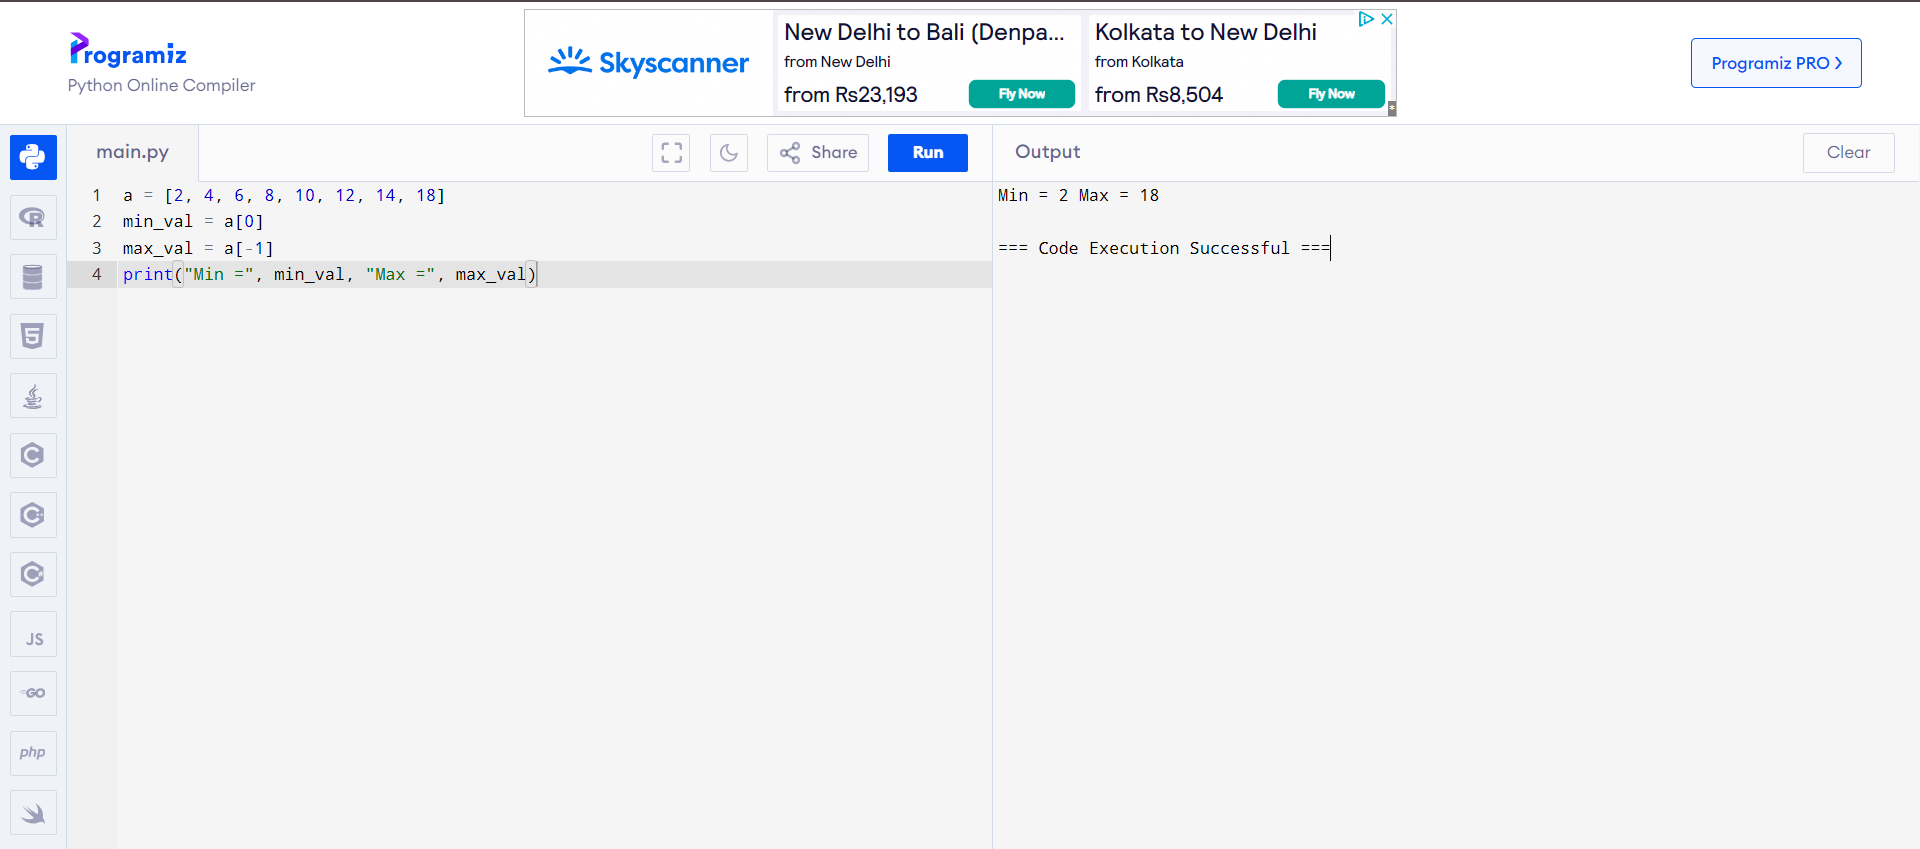 Programiz
Python Online Compiler
Skyscanner
New Delhi to Bali (Denpa...
from New Delhi
from Rs23,193
Fly Now
Kolkata to New Delhi
from Kolkata
from Rs8,504
Fly Now
Programiz PRO
main.py
Share
Run
Output
Clear
1 a = [2, 4, 6, 8, 10, 12, 14, 18]
2 min_val = a[0]
3 max_val = a[-1]
4 print("Min =", min_val, "Max =", max_val)
Min = 2 Max = 18
=== Code Execution Successful ===
R
5
C
C++
C#
JS
GO
php